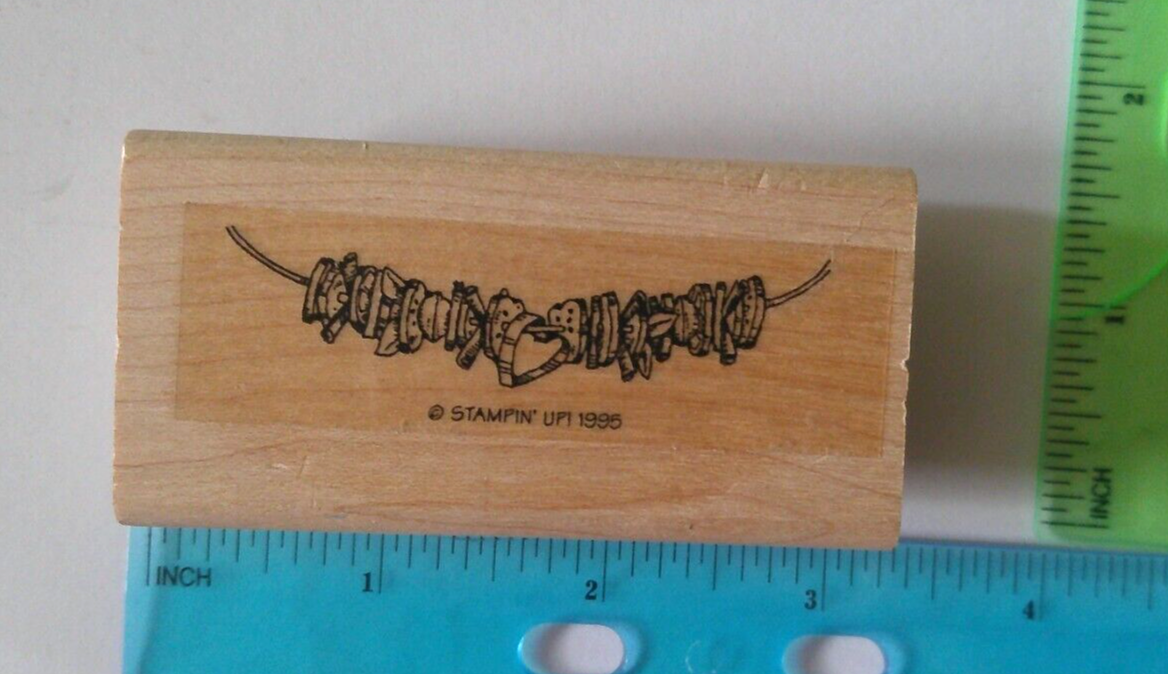 © STAMPIN' UP! 1995
INCH 1 2 3 4
2
1
INCH